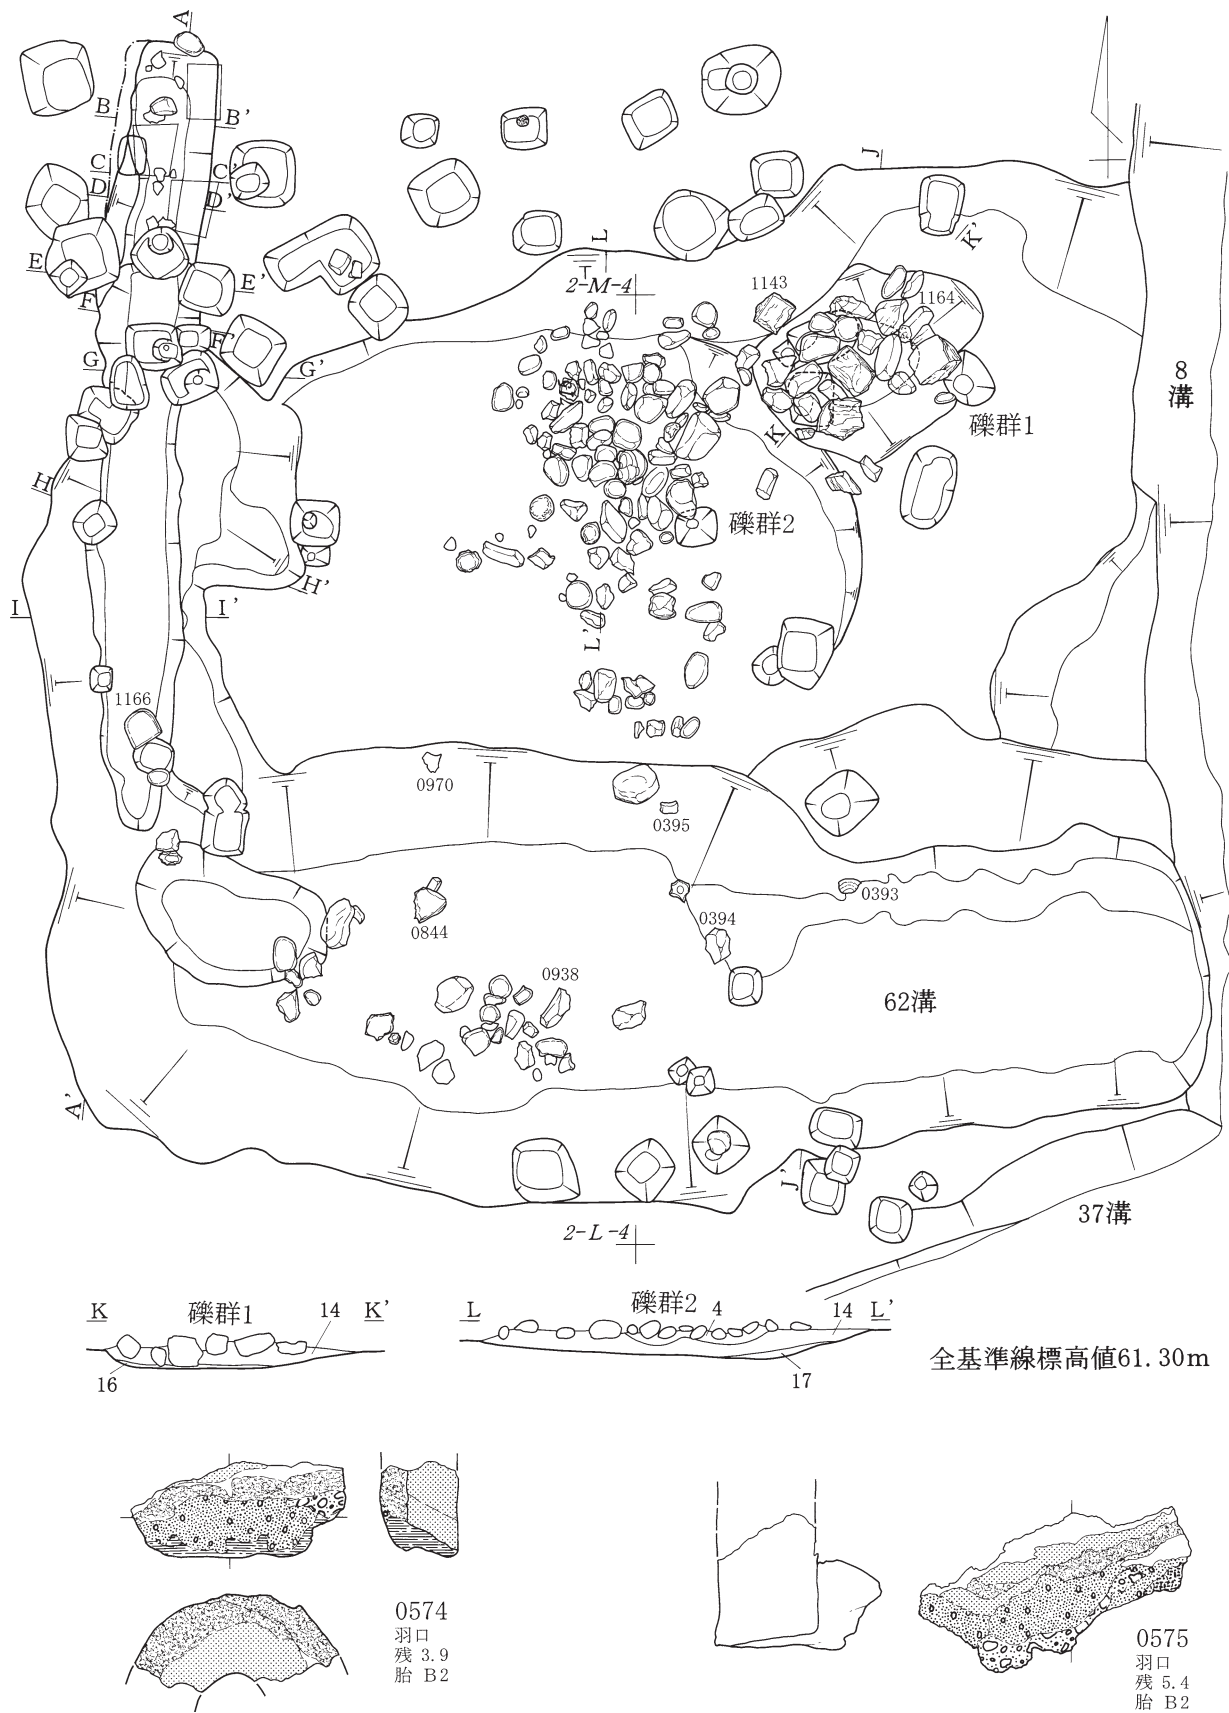 A
B
B'
C
C'
D
D'
E
E'
F
F'
G
G'
H
H'
I
I'
J
L
2-M-4
1143
K'
1164
8溝
礫群1
K
礫群2
L'
1166
0970
0395
0393
0394
0844
0938
62溝
A'
J'
37溝
2-L-4
K 礫群1 14 K'
16
L 礫群2 4 14 L'
17
全基準線標高値61.30m
0574
羽口
残 3.9
胎 B2
0575
羽口
残 5.4
胎 B2